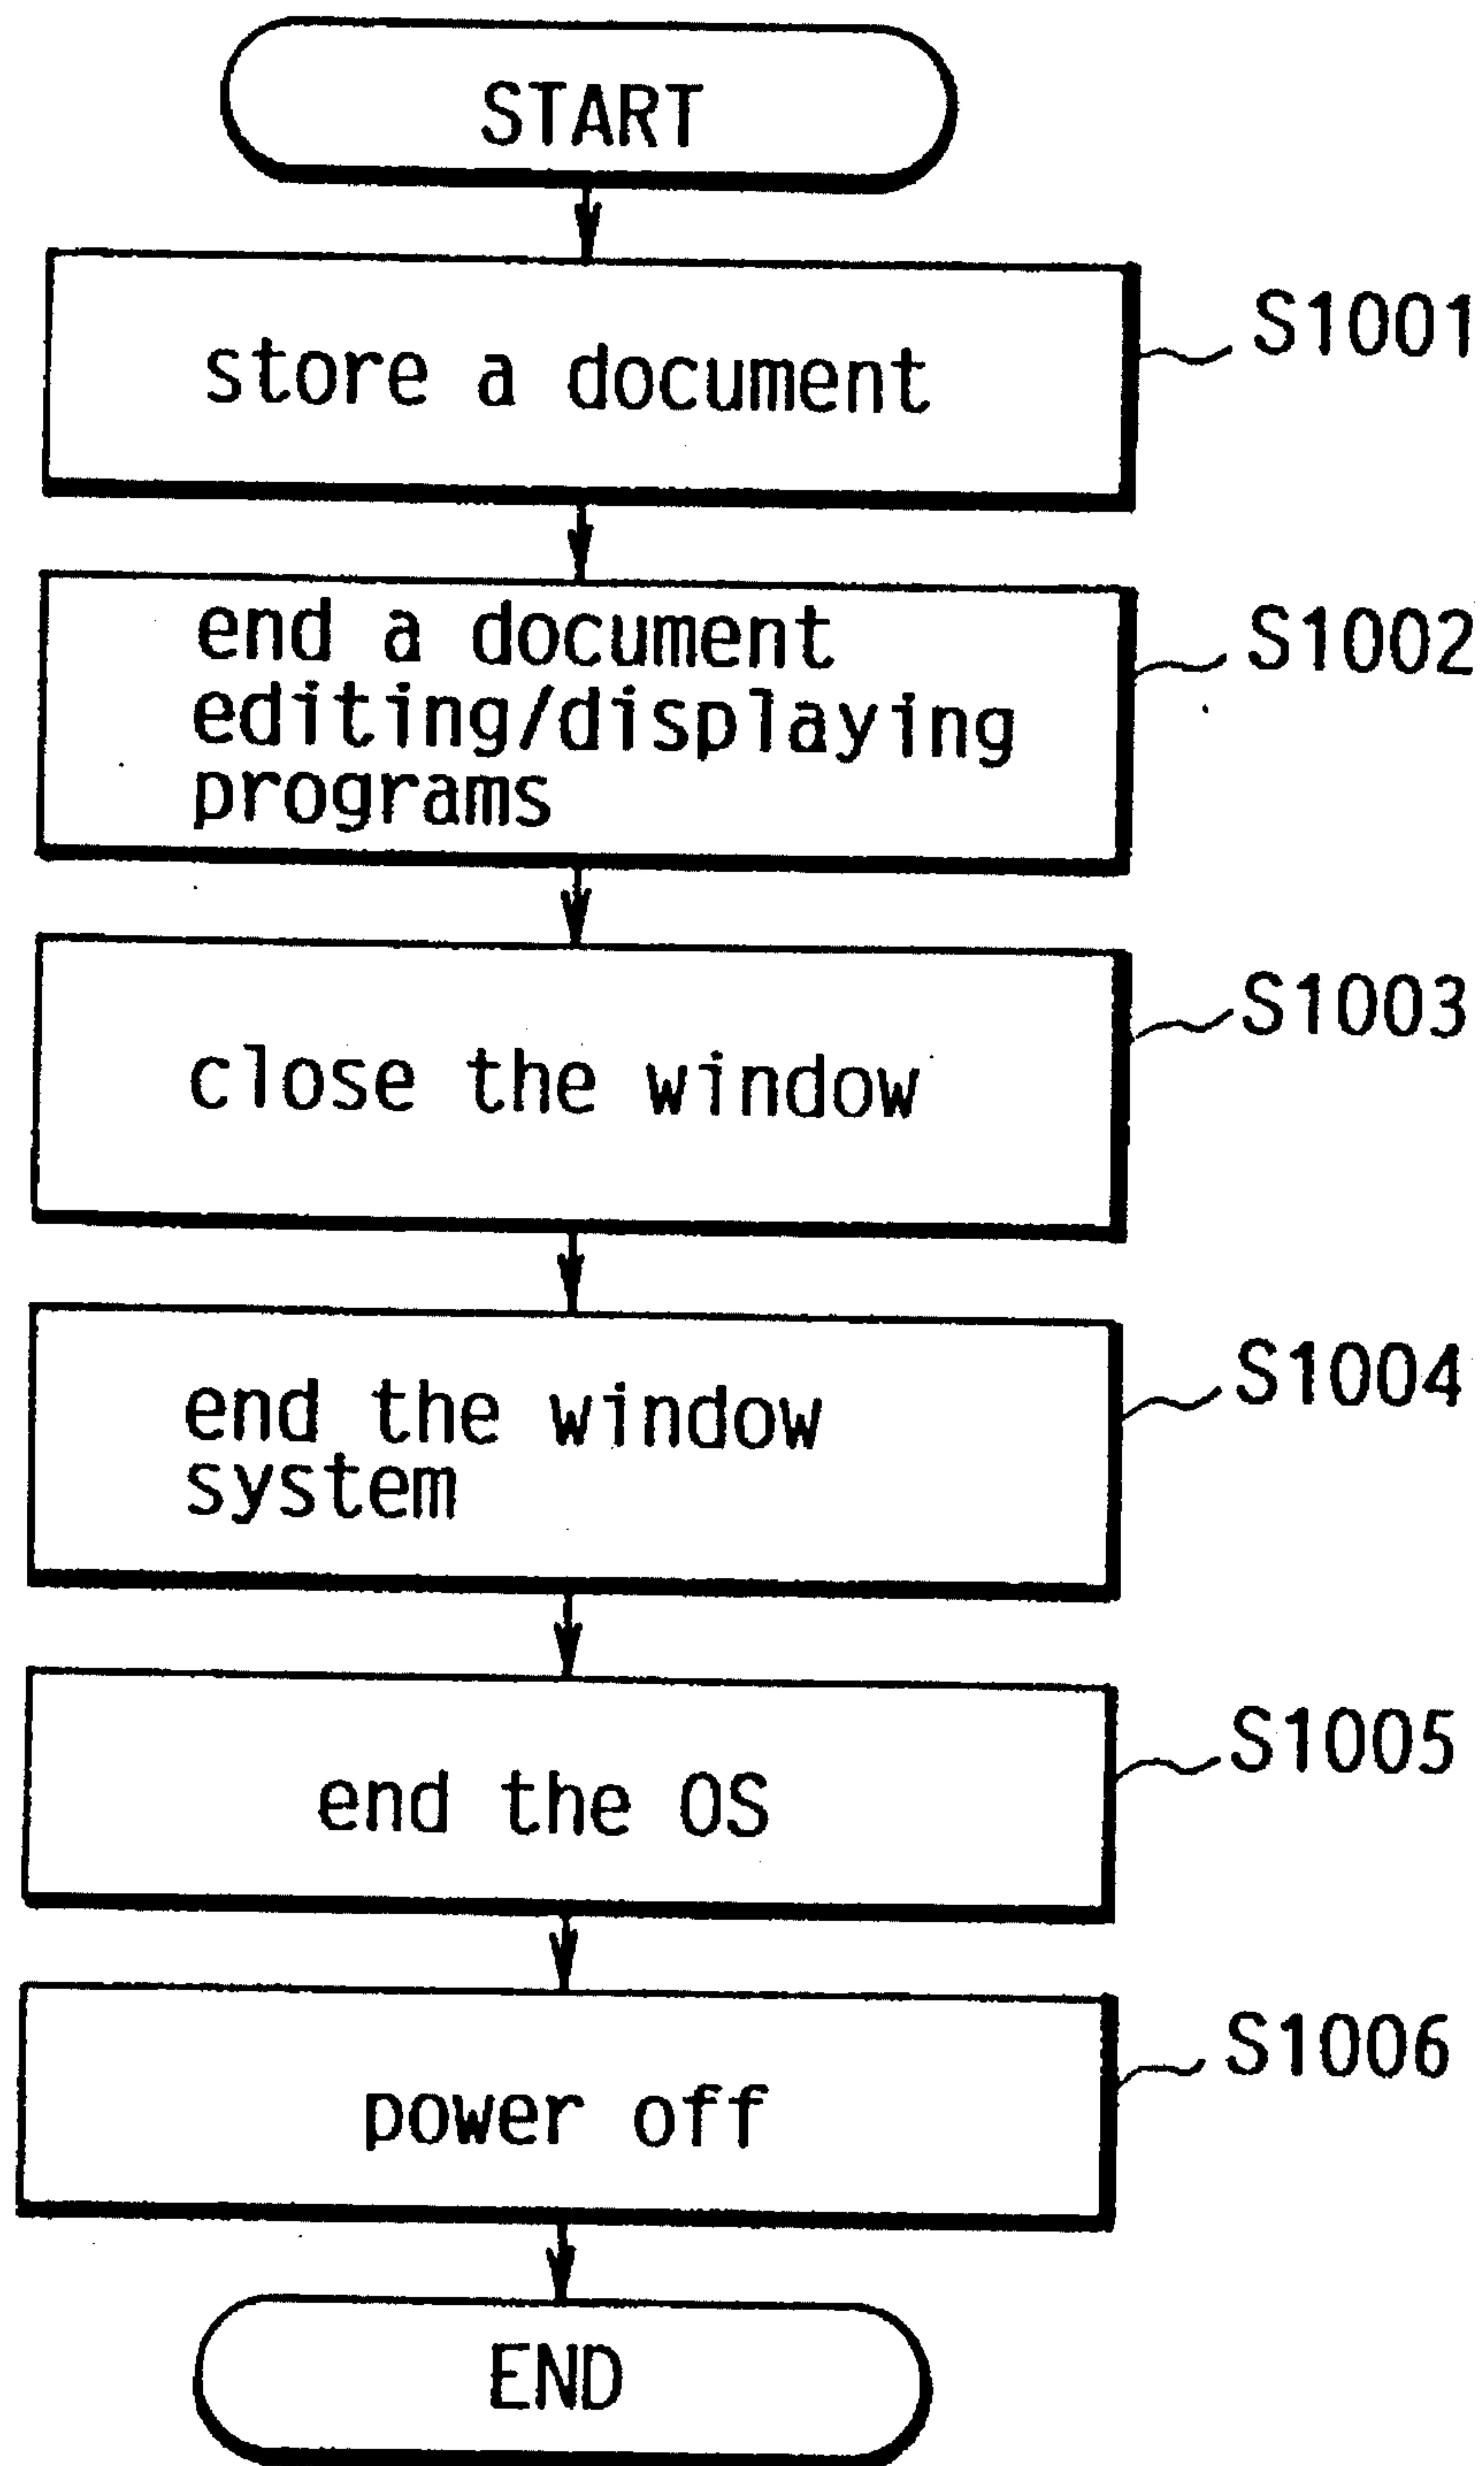 START
store a document
S1001
end a document
editing/displaying
programs
S1002
close the window
S1003
end the window
system
S1004
end the OS
S1005
power off
S1006
END